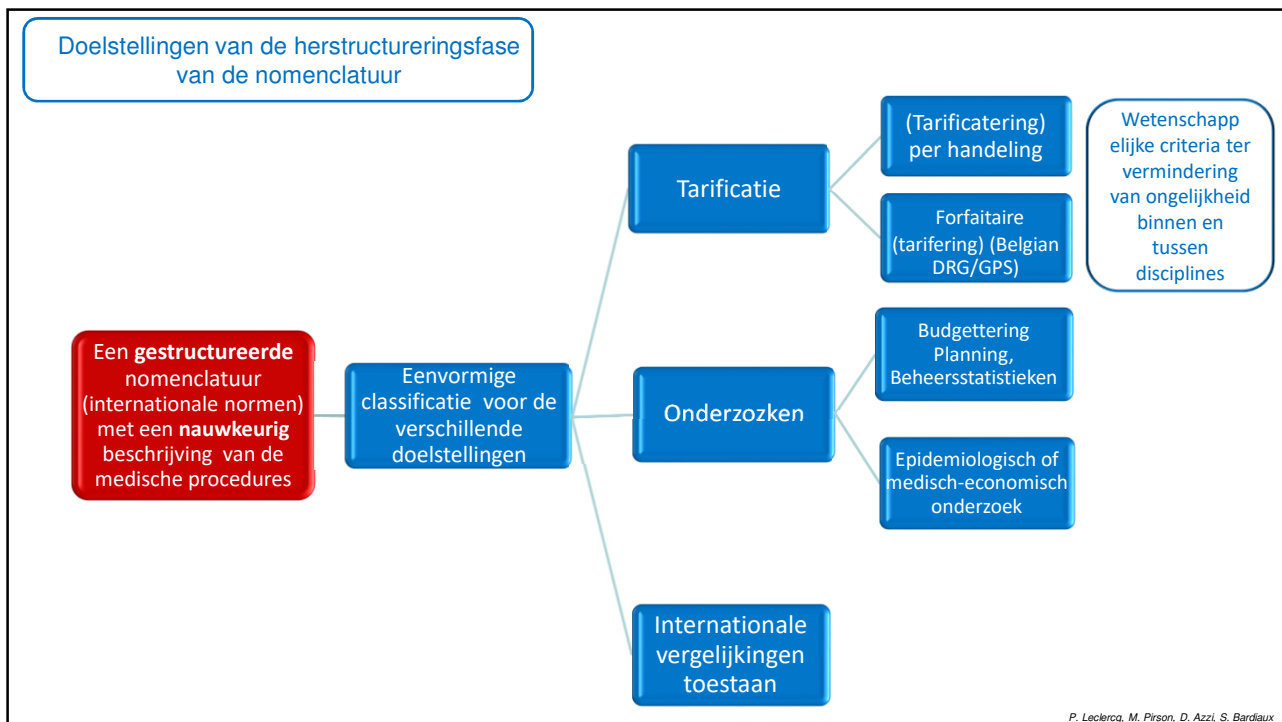 Doelstellingen van de herstructureringsfase
van de nomenclatuur
Een gestructureerde
nomenclatuur
(internationale normen)
met een nauwkeurig
beschrijving van de
medische procedures
Eenvormige
classificatie voor de
verschillende
doelstellingen
Tarificatie
(Tarificatering)
per handeling
Forfaitaire
(tarifering) (Belgian
DRG/GPS)
Wetenschapp
elijke criteria ter
vermindering
van ongelijkheid
binnen en
tussen
disciplines
Onderzozken
Budgettering
Planning,
Beheersstatistieken
Epidemiologisch of
medisch-economisch
onderzoek
Internationale
vergelijkingen
toestaan
P. Leclercq, M. Pirson, D. Azzi, S. Bardiaux